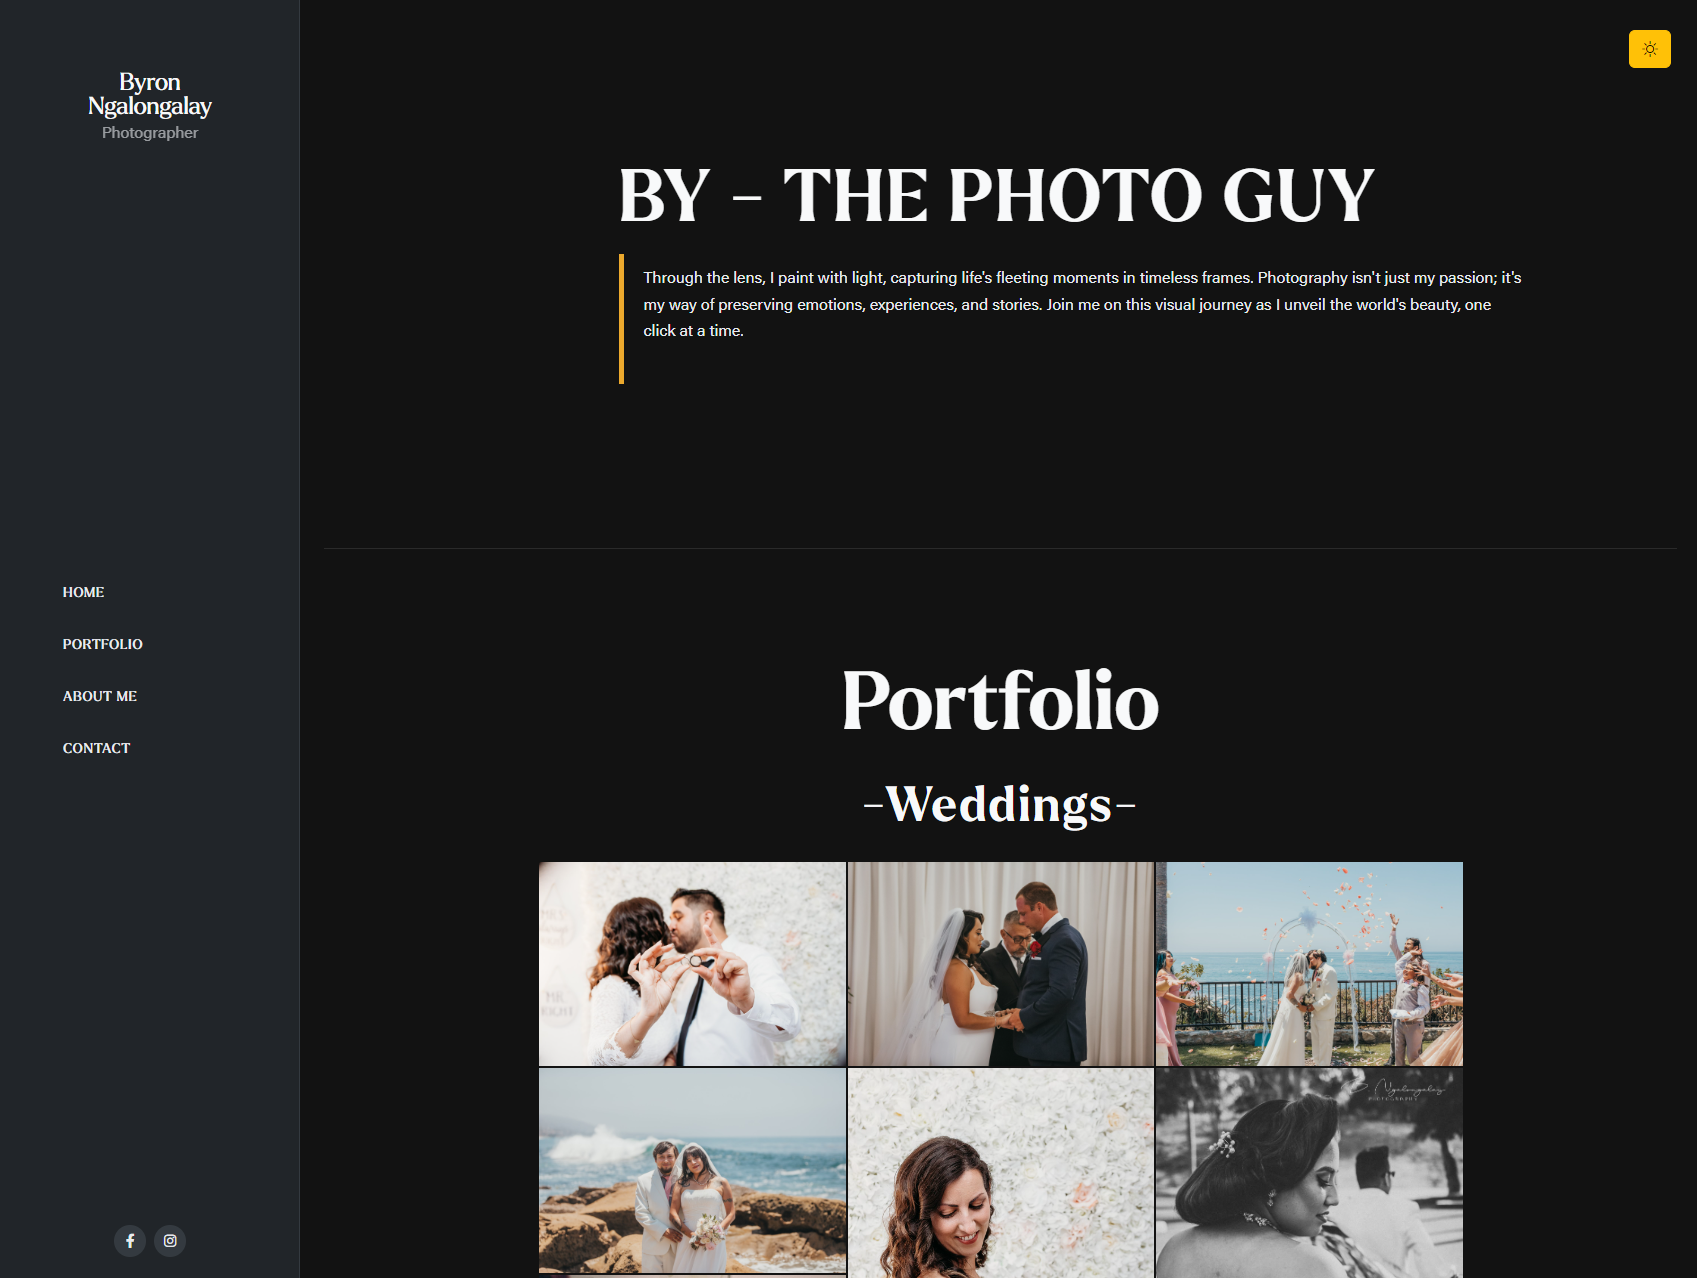 Byron
Ngalongalay
Photographer
HOME
PORTFOLIO
ABOUT ME
CONTACT
BY - THE PHOTO GUY
Through the lens, I paint with light, capturing life's fleeting moments in timeless frames. Photography isn't just my passion; it's
my way of preserving emotions, experiences, and stories. Join me on this visual journey as I unveil the world's beauty, one
click at a time.
Portfolio
-Weddings-
B. Ngalongalay
PHOTOGRAPHY